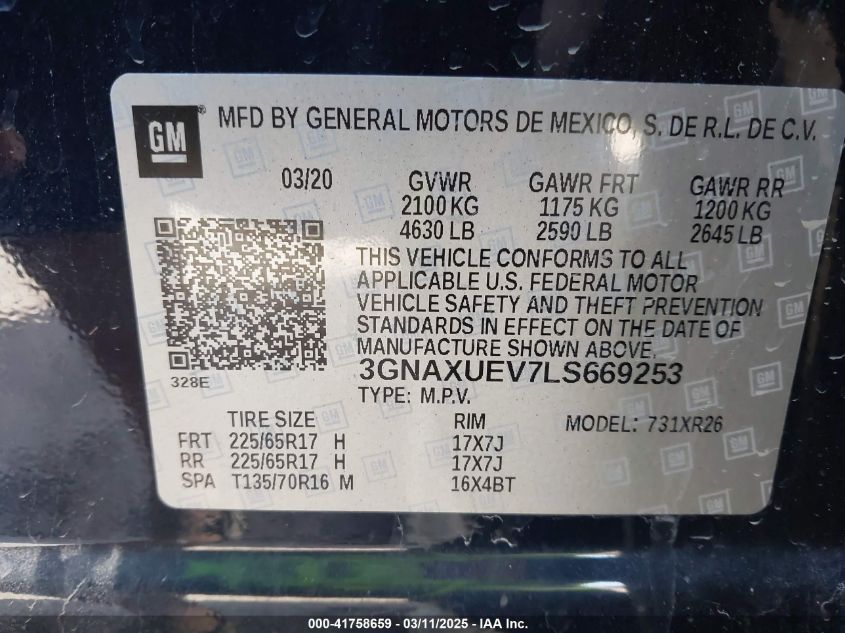 GM ® MFD BY GENERAL MOTORS DE MEXICO, S. DE R.L. DE C.V.
03/20 GVWR GAWR FRT GAWR RR
2100 KG 1175 KG 1200 KG
4630 LB 2590 LB 2645 LB
THIS VEHICLE CONFORMS TO ALL
APPLICABLE U.S. FEDERAL MOTOR
VEHICLE SAFETY AND THEFT PREVENTION
STANDARDS IN EFFECT ON THE DATE OF
MANUFACTURE SHOWN ABOVE.
328E 3GNAXUEV7LS669253
TYPE: M.P.V.
TIRE SIZE RIM MODEL: 731XR26
FRT 225/65R17 H 17X7J
RR 225/65R17 H 17X7J
SPA T135/70R16 M 16X4BT
000-41758659 - 03/11/2025 - IAAI.COM